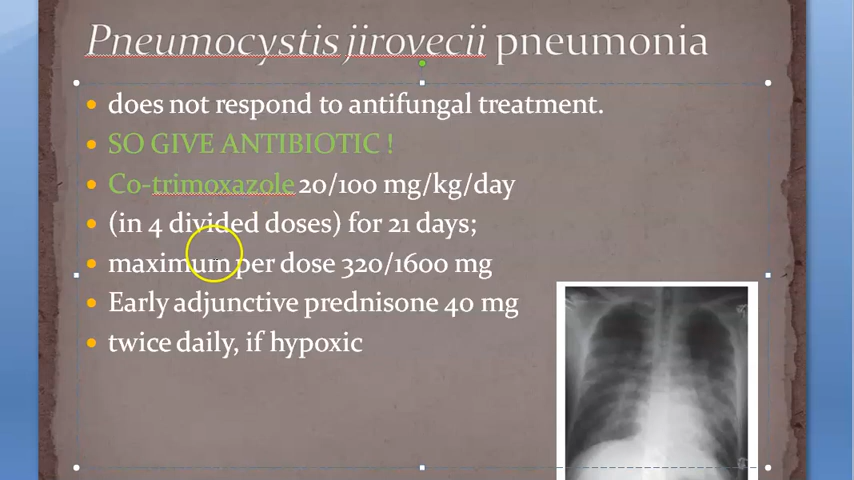 Pneumocystis jirovecii pneumonia
does not respond to antifungal treatment.
SO GIVE ANTIBIOTIC !
Co-trimoxazole 20/100 mg/kg/day
(in 4 divided doses) for 21 days;
maximum per dose 320/1600 mg
Early adjunctive prednisone 40 mg
twice daily, if hypoxic